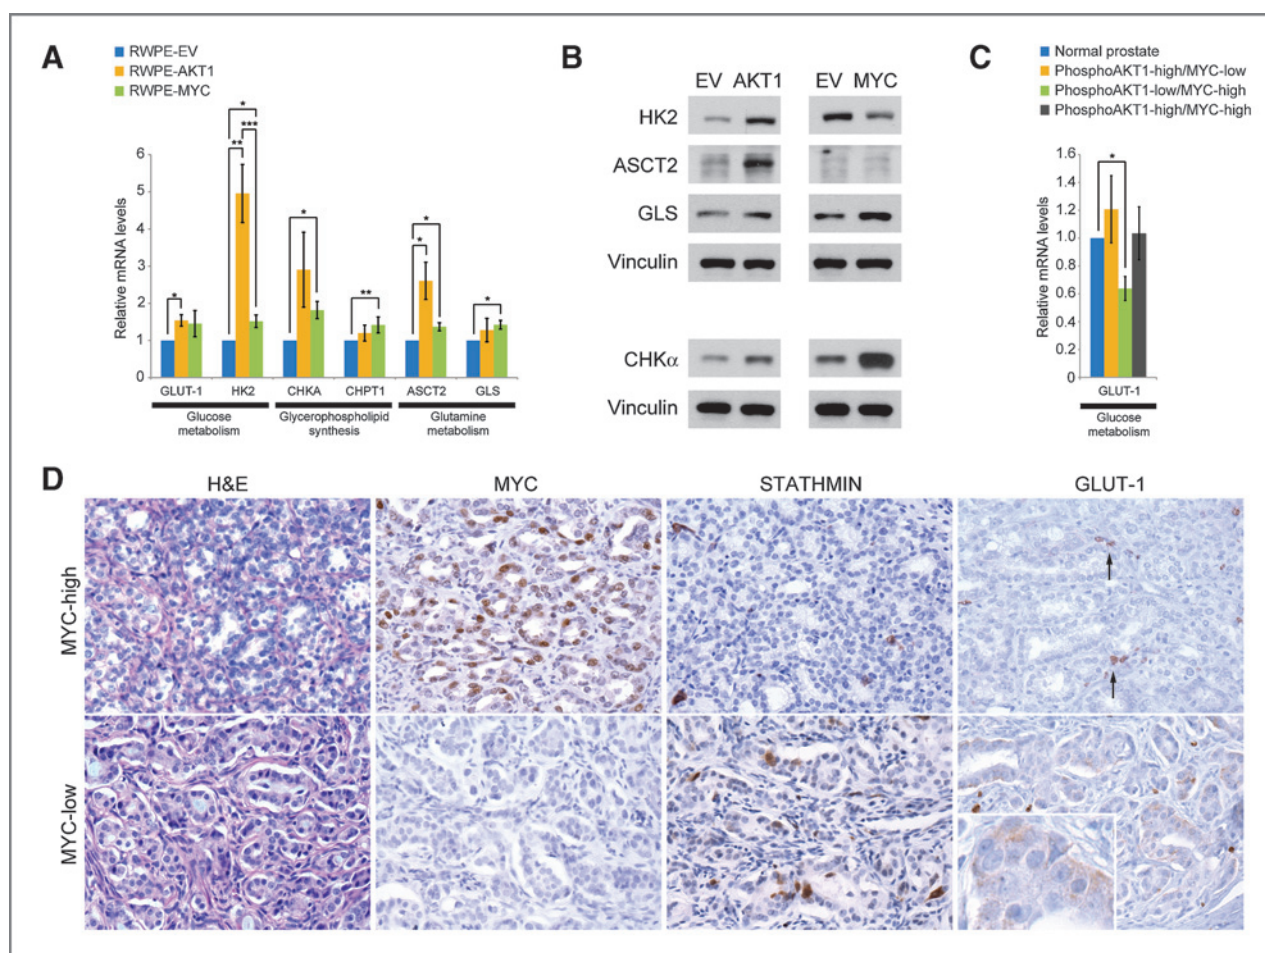 A
RWPE-EV
RWPE-AKT1
RWPE-MYC
Relative mRNA levels
6
5
4
3
2
1
0
*
*
**
***
*
**
*
*
*
GLUT-1 HK2 CHKA CHPT1 ASCT2 GLS
Glucose metabolism
Glycerophospholipid synthesis
Glutamine metabolism
B
EV AKT1 EV MYC
HK2
ASCT2
GLS
Vinculin
CHKα
Vinculin
C
Normal prostate
PhosphoAKT1-high/MYC-low
PhosphoAKT1-low/MYC-high
PhosphoAKT1-high/MYC-high
Relative mRNA levels
1.6
1.4
1.2
1.0
0.8
0.6
0.4
0.2
0
*
GLUT-1
Glucose
metabolism
D
H&E MYC STATHMIN GLUT-1
MYC-high
MYC-low